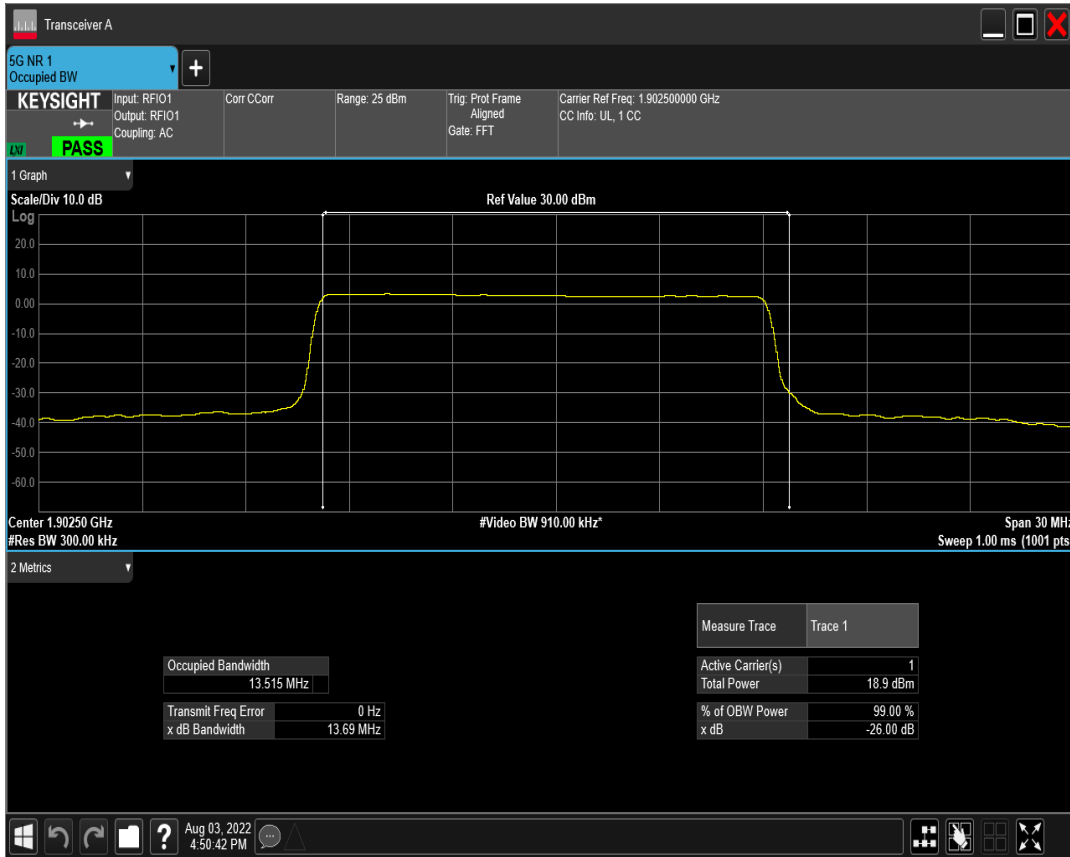 Transceiver A
5G NR 1
Occupied BW
KEYSIGHT
LXI
PASS
Input: RFIO1
Output: RFIO1
Coupling: AC
Corr CCorr
Range: 25 dBm
Trig: Prot Frame
Aligned
Gate: FFT
Carrier Ref Freq: 1.902500000 GHz
CC Info: UL, 1 CC
1 Graph
Scale/Div 10.0 dB
Ref Value 30.00 dBm
Log
20.0
10.0
0.00
-10.0
-20.0
-30.0
-40.0
-50.0
-60.0
Center 1.90250 GHz
#Video BW 910.00 kHz*
Span 30 MHz
#Res BW 300.00 kHz
Sweep 1.00 ms (1001 pts
2 Metrics
Measure Trace Trace 1
Occupied Bandwidth
13.515 MHz
Active Carrier(s) 1
Total Power 18.9 dBm
Transmit Freq Error 0 Hz
x dB Bandwidth 13.69 MHz
% of OBW Power 99.00 %
x dB -26.00 dB
?
Aug 03, 2022
4:50:42 PM